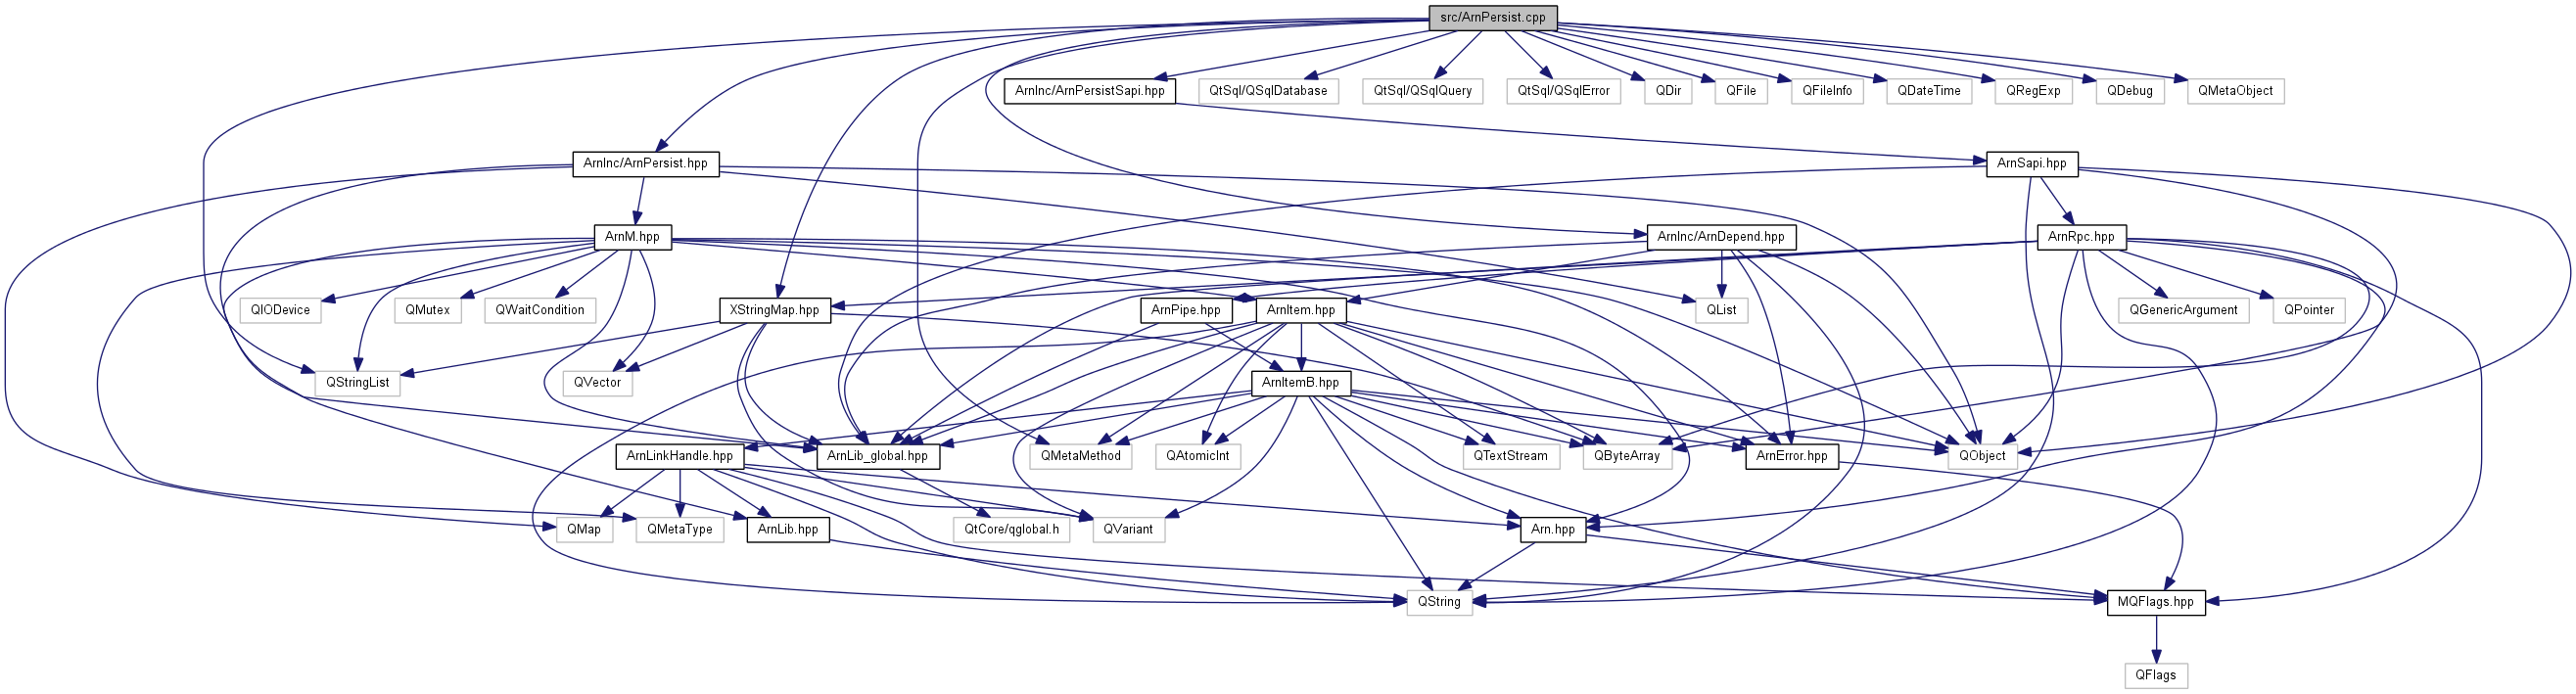 src/ArnPersist.cpp
ArnInc/ArnPersistSapi.hpp
QtSql/QSqlDatabase
QtSql/QSqlQuery
QtSql/QSqlError
QDir
QFile
QFileInfo
QDateTime
QRegExp
QDebug
QMetaObject
ArnInc/ArnPersist.hpp
ArnSapi.hpp
ArnM.hpp
ArnInc/ArnDepend.hpp
ArnRpc.hpp
QIODevice
QMutex
QWaitCondition
XStringMap.hpp
ArnPipe.hpp
ArnItem.hpp
QList
QGenericArgument
QPointer
QStringList
QVector
ArnItemB.hpp
ArnLinkHandle.hpp
ArnLib_global.hpp
QMetaMethod
QAtomicInt
QTextStream
QByteArray
ArnError.hpp
QObject
QMap
QMetaType
ArnLib.hpp
QtCore/qglobal.h
QVariant
Arn.hpp
QString
MQFlags.hpp
QFlags